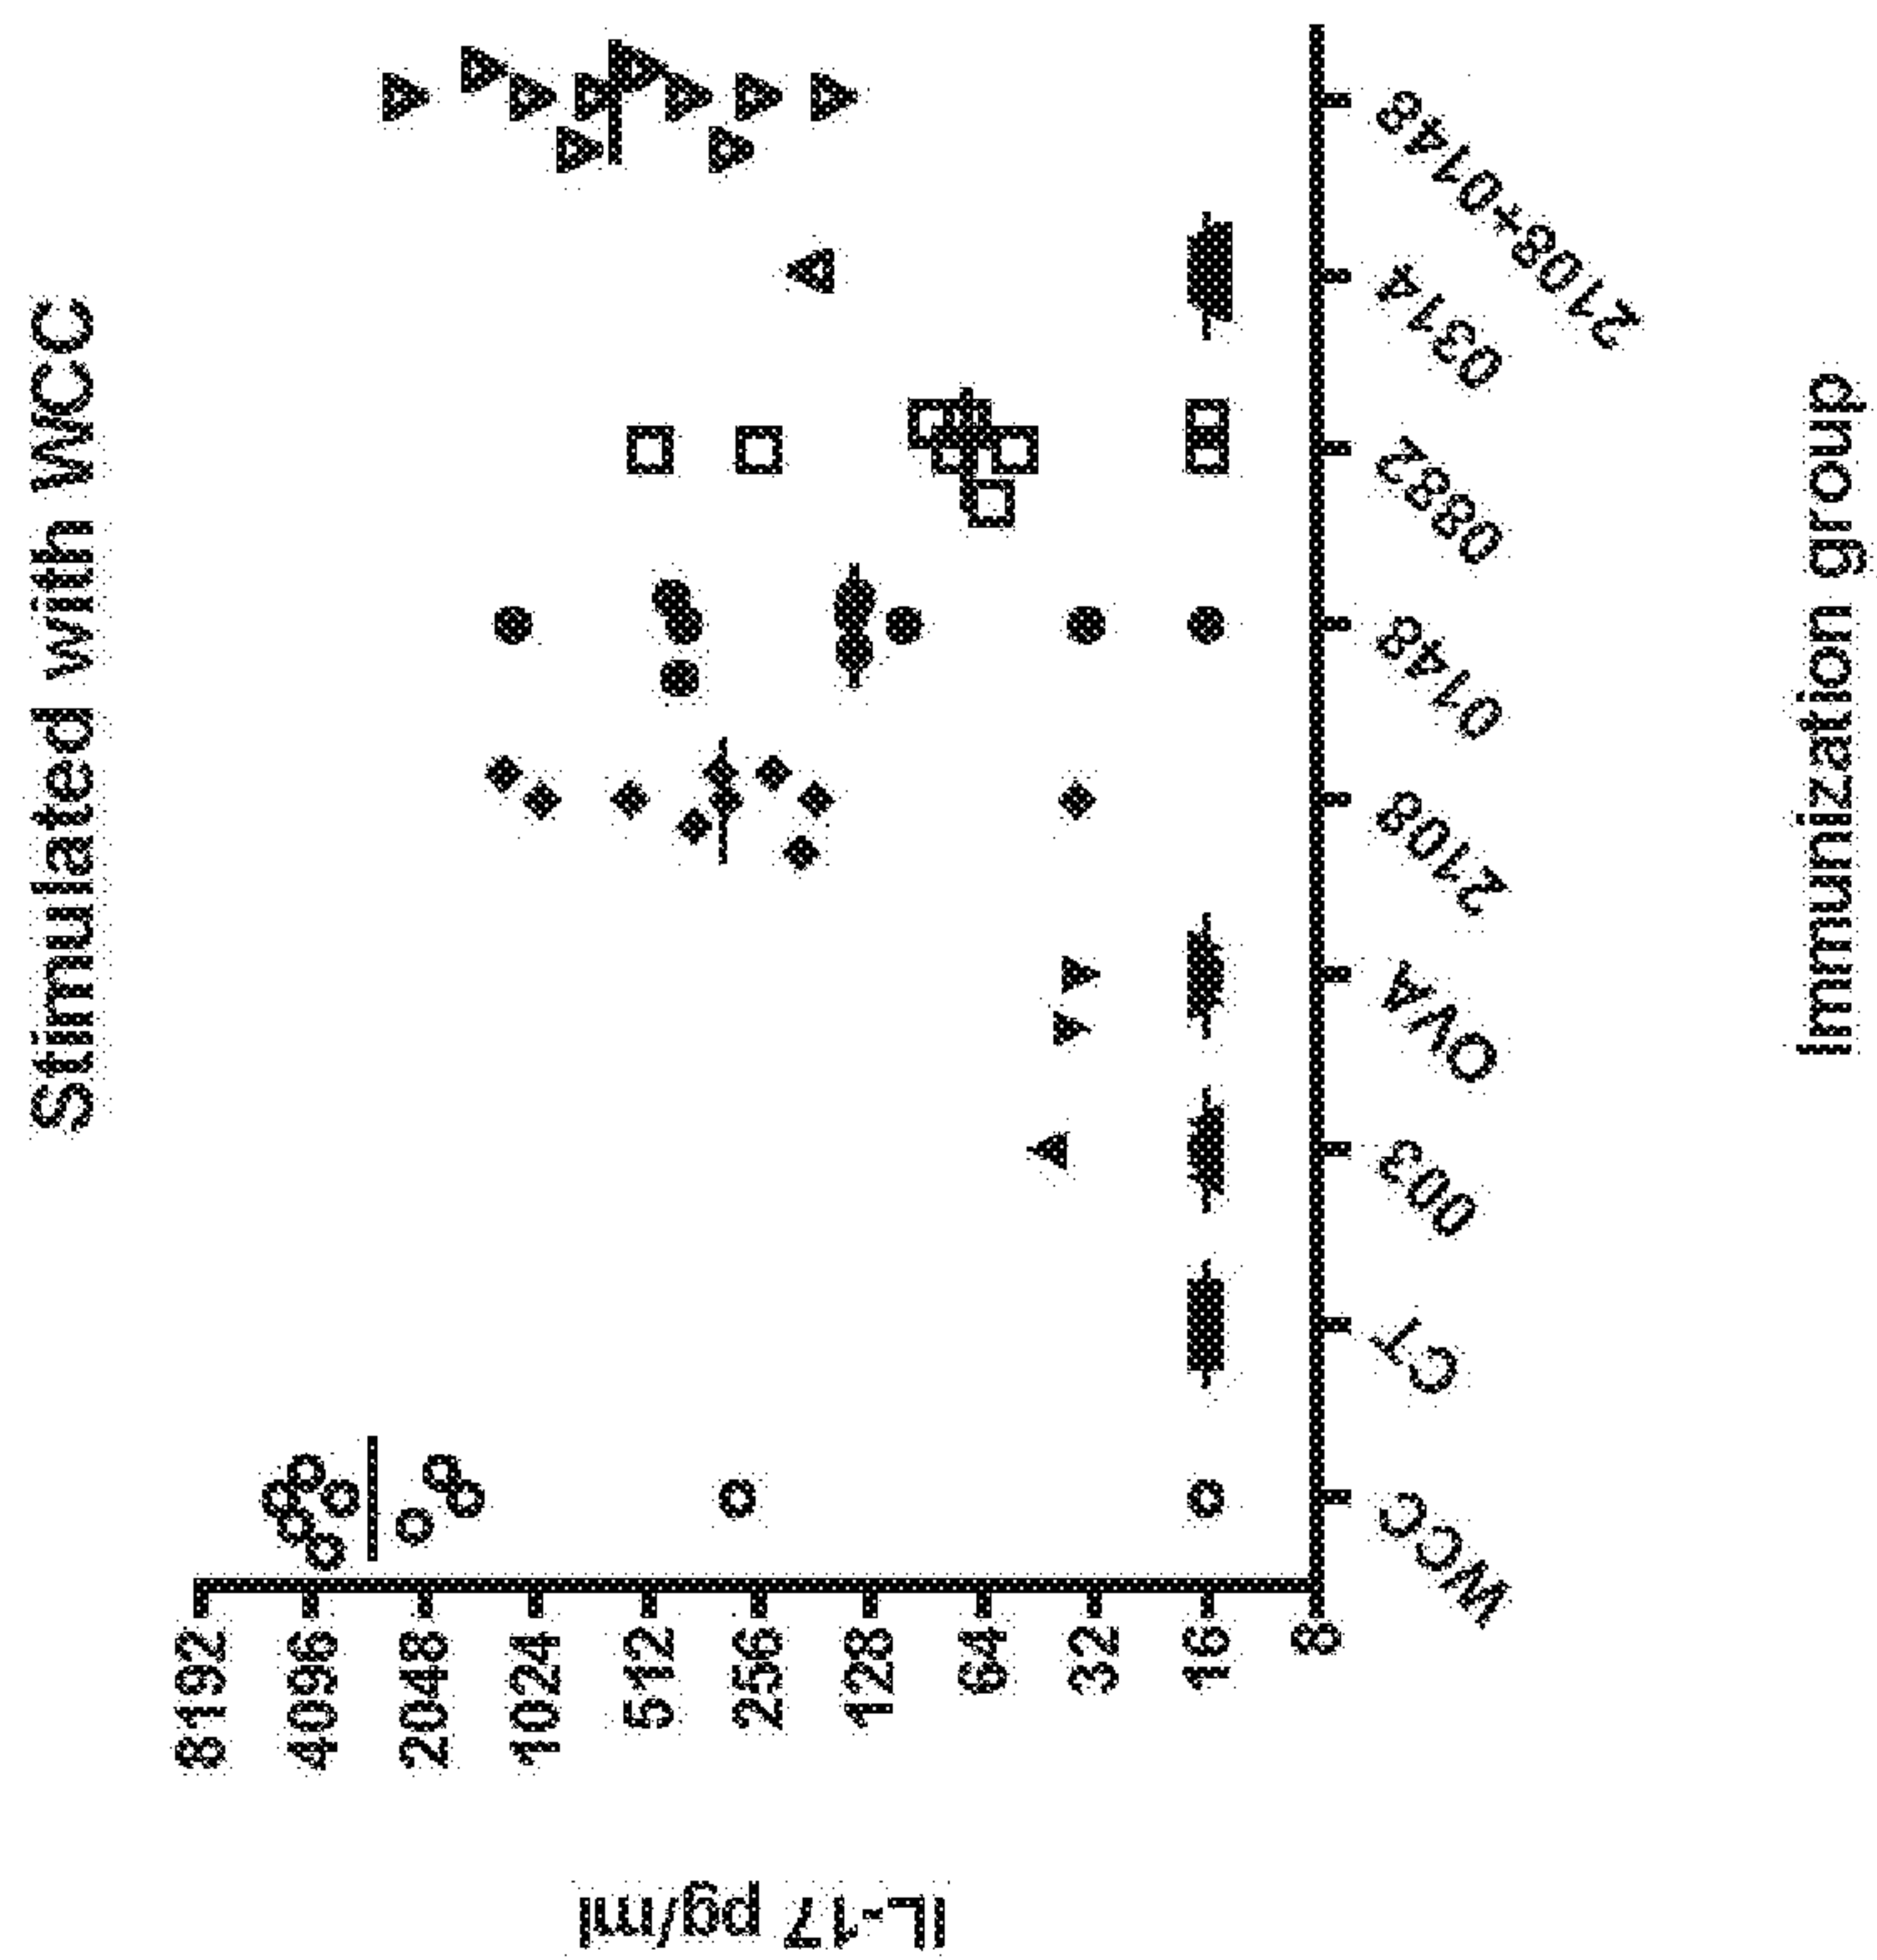 Stimulated with WCC
IL-17 pg/ml
8192
4096
2048
1024
512
256
128
64
32
16
8
WCC
CT
003
OVA
2108
0148
0882
0314
2108+0148
Immunization group